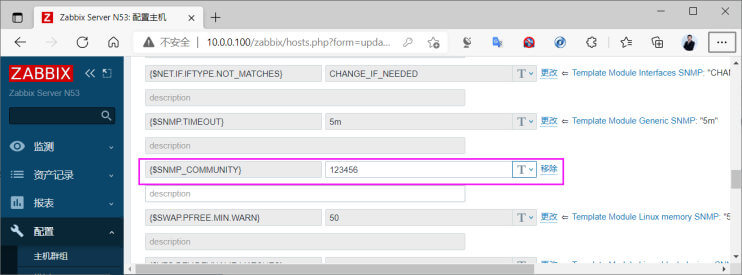 Zabbix Server N53: 配置主机
不安全 10.0.0.100/zabbix/hosts.php?form=upda...
ZABBIX
Zabbix Server N53
监测
资产记录
报表
配置
主机群组
{$NET.IF.IFTYPE.NOT_MATCHES} CHANGE_IF_NEEDED T 更改 ⇐ Template Module Interfaces SNMP: "CHAN
description
{$SNMP.TIMEOUT} 5m T 更改 ⇐ Template Module Generic SNMP: "5m"
description
{$SNMP_COMMUNITY} 123456 T 移除
description
{$SWAP.PFREE.MIN.WARN} 50 T 更改 ⇐ Template Module Linux memory SNMP: "5
description